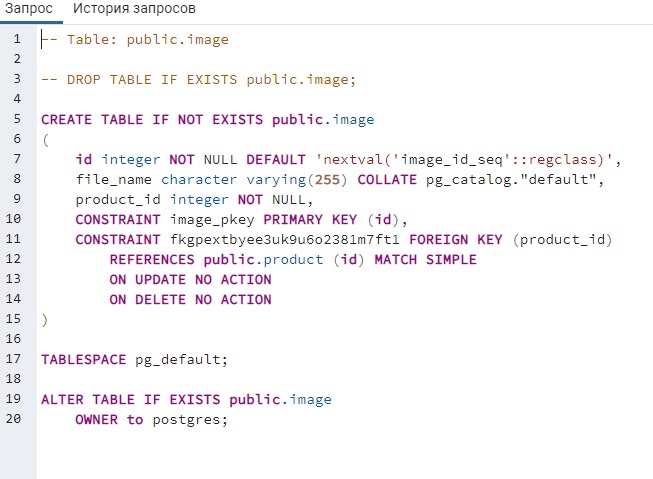 Запрос История запросов
1 -- Table: public.image
2
3 -- DROP TABLE IF EXISTS public.image;
4
5 CREATE TABLE IF NOT EXISTS public.image
6 (
7 id integer NOT NULL DEFAULT 'nextval('image_id_seq'::regclass)',
8 file_name character varying(255) COLLATE pg_catalog."default",
9 product_id integer NOT NULL,
10 CONSTRAINT image_pkey PRIMARY KEY (id),
11 CONSTRAINT fkgpextbyee3uk9u6o2381m7ft1 FOREIGN KEY (product_id)
12 REFERENCES public.product (id) MATCH SIMPLE
13 ON UPDATE NO ACTION
14 ON DELETE NO ACTION
15 )
16
17 TABLESPACE pg_default;
18
19 ALTER TABLE IF EXISTS public.image
20 OWNER to postgres;